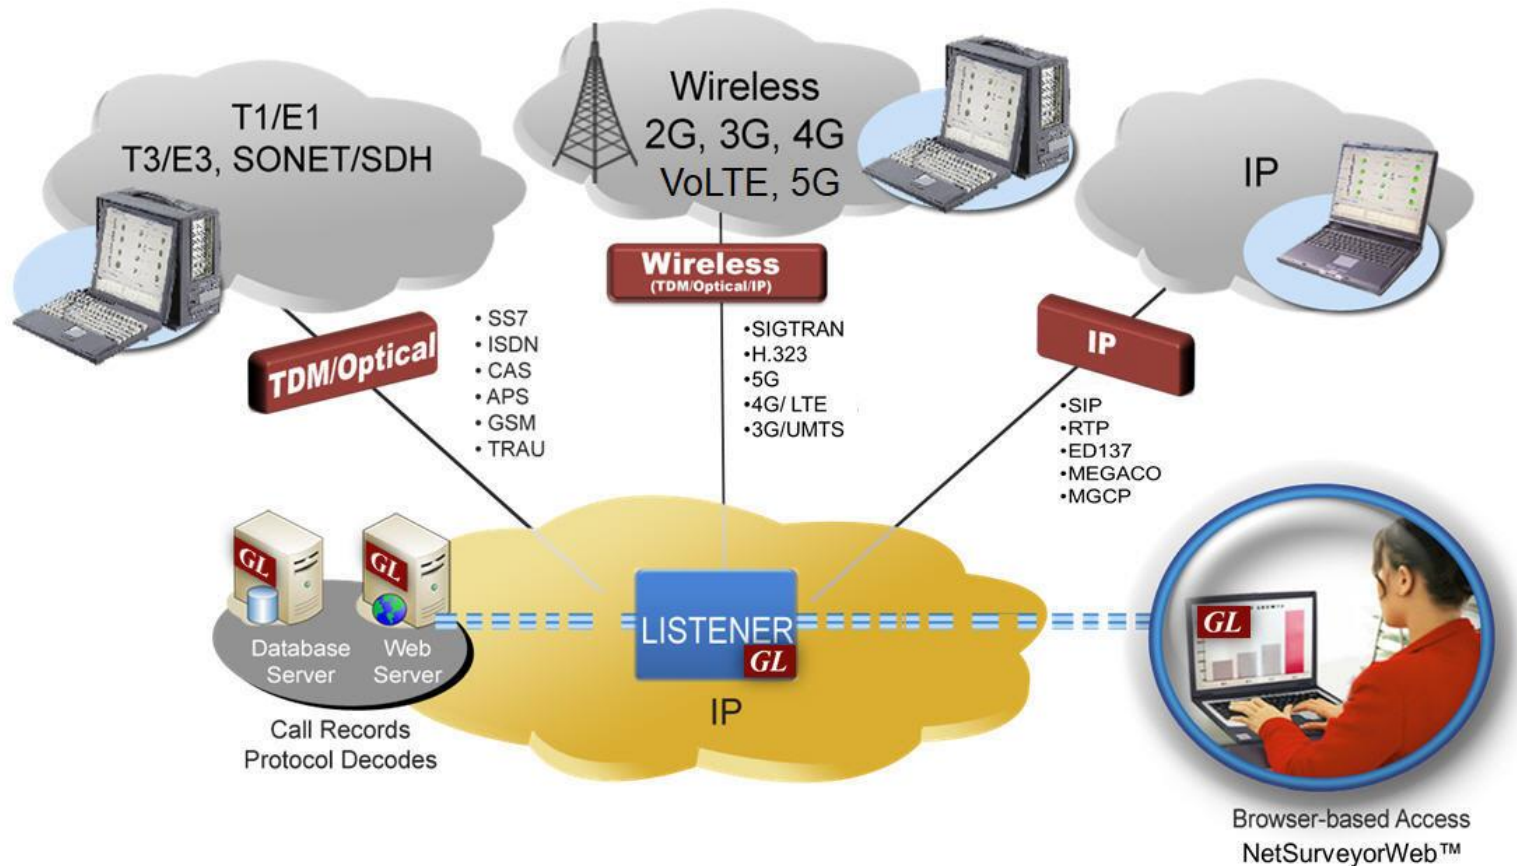 T1/E1
T3/E3, SONET/SDH
Wireless
2G, 3G, 4G
VoLTE, 5G
IP
TDM/Optical
• SS7
• ISDN
• CAS
• APS
• GSM
• TRAU
Wireless
(TDM/Optical/IP)
•SIGTRAN
•H.323
•5G
•4G/ LTE
•3G/UMTS
IP
•SIP
•RTP
•ED137
•MEGACO
•MGCP
GL
GL
Database
Server
Web
Server
Call Records
Protocol Decodes
LISTENER
GL
IP
GL
Browser-based Access
NetSurveyorWeb™